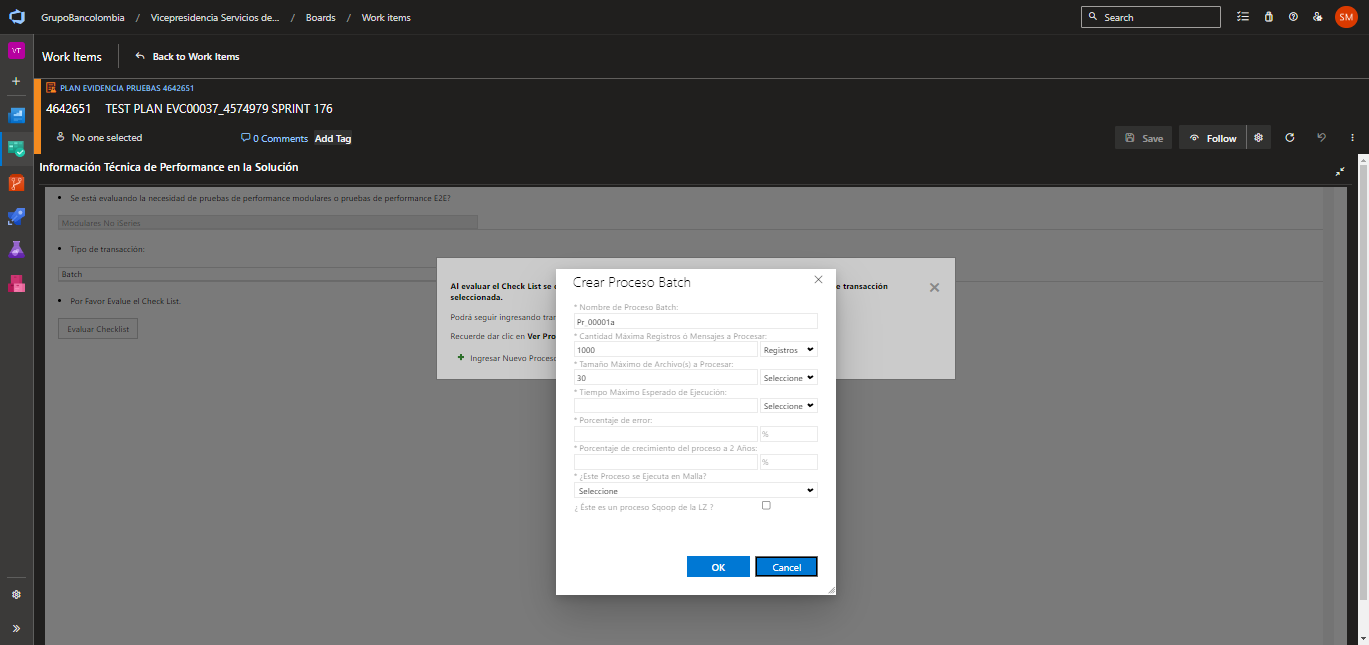 GrupoBancolombia / Vicepresidencia Servicios de... / Boards / Work items
Search
SM
VT
Work Items
Back to Work Items
PLAN EVIDENCIA PRUEBAS 4642651
4642651 TEST PLAN EVC00037_4574979 SPRINT 176
No one selected
0 Comments
Add Tag
Save
Follow
Información Técnica de Performance en la Solución
Se está evaluando la necesidad de pruebas de performance modulares o pruebas de performance E2E?
Modulares No iSeries
Tipo de transacción:
Batch
Por Favor Evalue el Check List.
Evaluar Checklist
Al evaluar el Check List se
e transacción
seleccionada.
Podrá seguir ingresando tran
Recuerde dar clic en Ver Pro
Ingresar Nuevo Proceso
Crear Proceso Batch
* Nombre de Proceso Batch:
Pr_00001a
* Cantidad Máxima Registros ó Mensajes a Procesar:
1000 Registros
* Tamaño Máximo de Archivo(s) a Procesar:
30 Seleccione
* Tiempo Máximo Esperado de Ejecución:
Seleccione
* Porcentaje de error:
%
* Porcentaje de crecimiento del proceso a 2 Años:
%
* ¿Este Proceso se Ejecuta en Malla?
Seleccione
¿ Este es un proceso Sqoop de la LZ ?
OK
Cancel